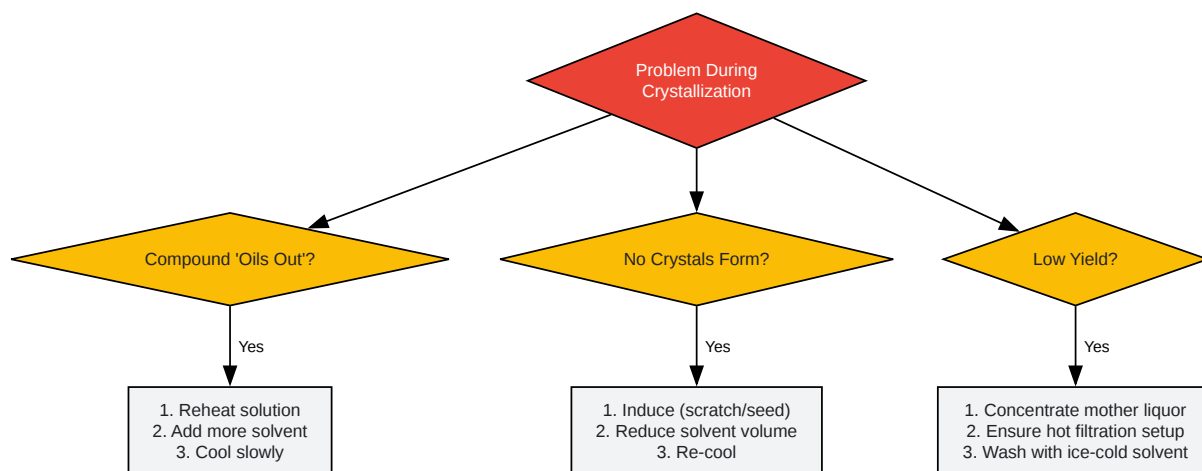 Problem During
Crystallization
Compound 'Oils Out'?
No Crystals Form?
Low Yield?
Yes
Yes
Yes
1. Reheat solution
2. Add more solvent
3. Cool slowly
1. Induce (scratch/seed)
2. Reduce solvent volume
3. Re-cool
1. Concentrate mother liquor
2. Ensure hot filtration setup
3. Wash with ice-cold solvent